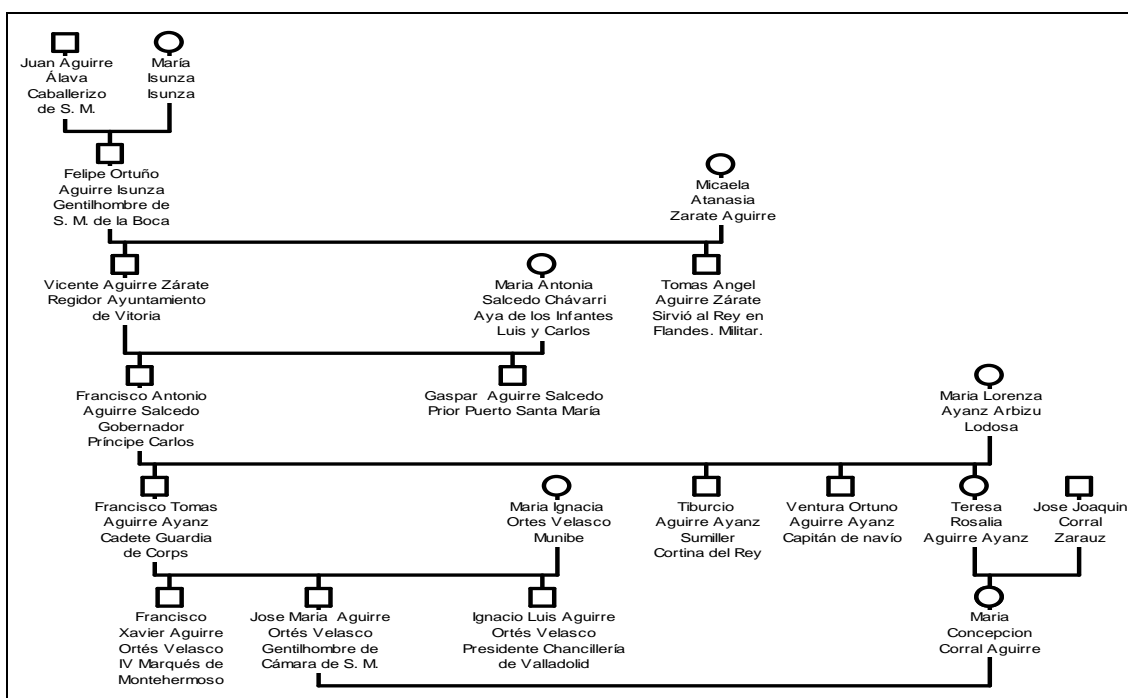 Juan Aguirre
Álava
Caballerizo
de S. M.
María
Isunza
Isunza
Felipe Ortuño
Aguirre Isunza
Gentilhombre de
S. M. de la Boca
Micaela
Atanasia
Zarate Aguirre
Vicente Aguirre Zárate
Regidor Ayuntamiento
de Vitoria
Maria Antonia
Salcedo Chávarri
Aya de los Infantes
Luis y Carlos
Tomas Angel
Aguirre Zárate
Sirvió al Rey en
Flandes. Militar.
Francisco Antonio
Aguirre Salcedo
Gobernador
Príncipe Carlos
Gaspar Aguirre Salcedo
Prior Puerto Santa María
Maria Lorenza
Ayanz Arbizu
Lodosa
Francisco Tomas
Aguirre Ayanz
Cadete Guardia
de Corps
Maria Ignacia
Ortes Velasco
Munibe
Tiburcio
Aguirre Ayanz
Sumiller
Cortina del Rey
Ventura Ortuno
Aguirre Ayanz
Capitán de navío
Teresa
Rosalia
Aguirre Ayanz
Jose Joaquin
Corral
Zarauz
Francisco
Xavier Aguirre
Ortés Velasco
IV Marqués de
Montehermoso
Jose Maria Aguirre
Ortés Velasco
Gentilhombre de
Cámara de S. M.
Ignacio Luis Aguirre
Ortés Velasco
Presidente Chancillería
de Valladolid
Maria
Concepcion
Corral Aguirre